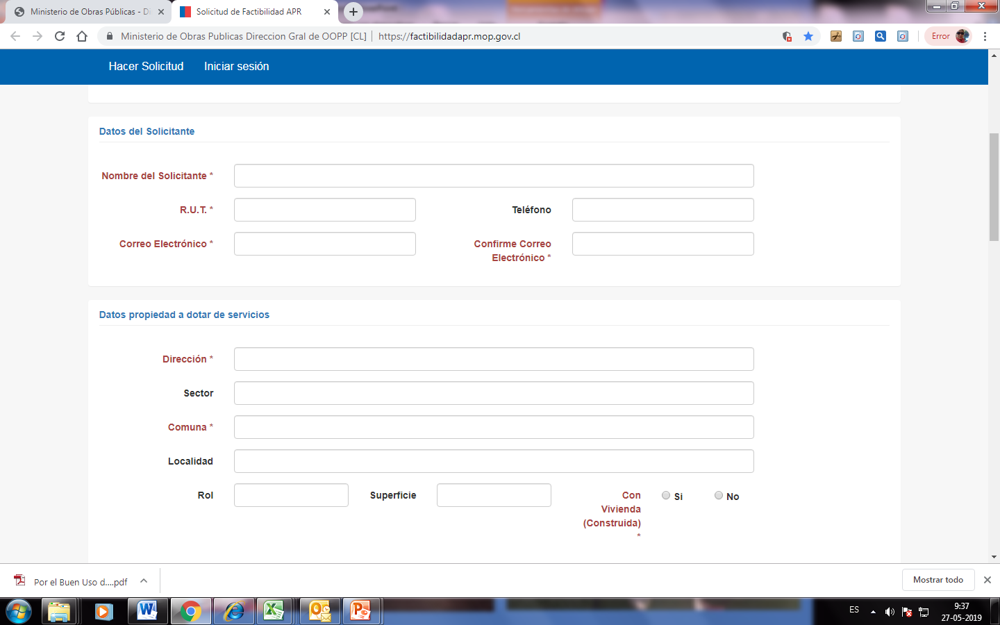 Ministerio de Obras Públicas - Di
Solicitud de Factibilidad APR
Ministerio de Obras Publicas Direccion Gral de OOPP [CL]
https://factibilidadapr.mop.gov.cl
Error
Hacer Solicitud
Iniciar sesión
Datos del Solicitante
Nombre del Solicitante *
R.U.T. *
Teléfono
Correo Electrónico *
Confirme Correo
Electrónico *
Datos propiedad a dotar de servicios
Dirección *
Sector
Comuna *
Localidad
Rol
Superficie
Con
Vivienda
(Construida)
*
Si
No
Por el Buen Uso d....pdf
Mostrar todo
ES
9:37
27-05-2019